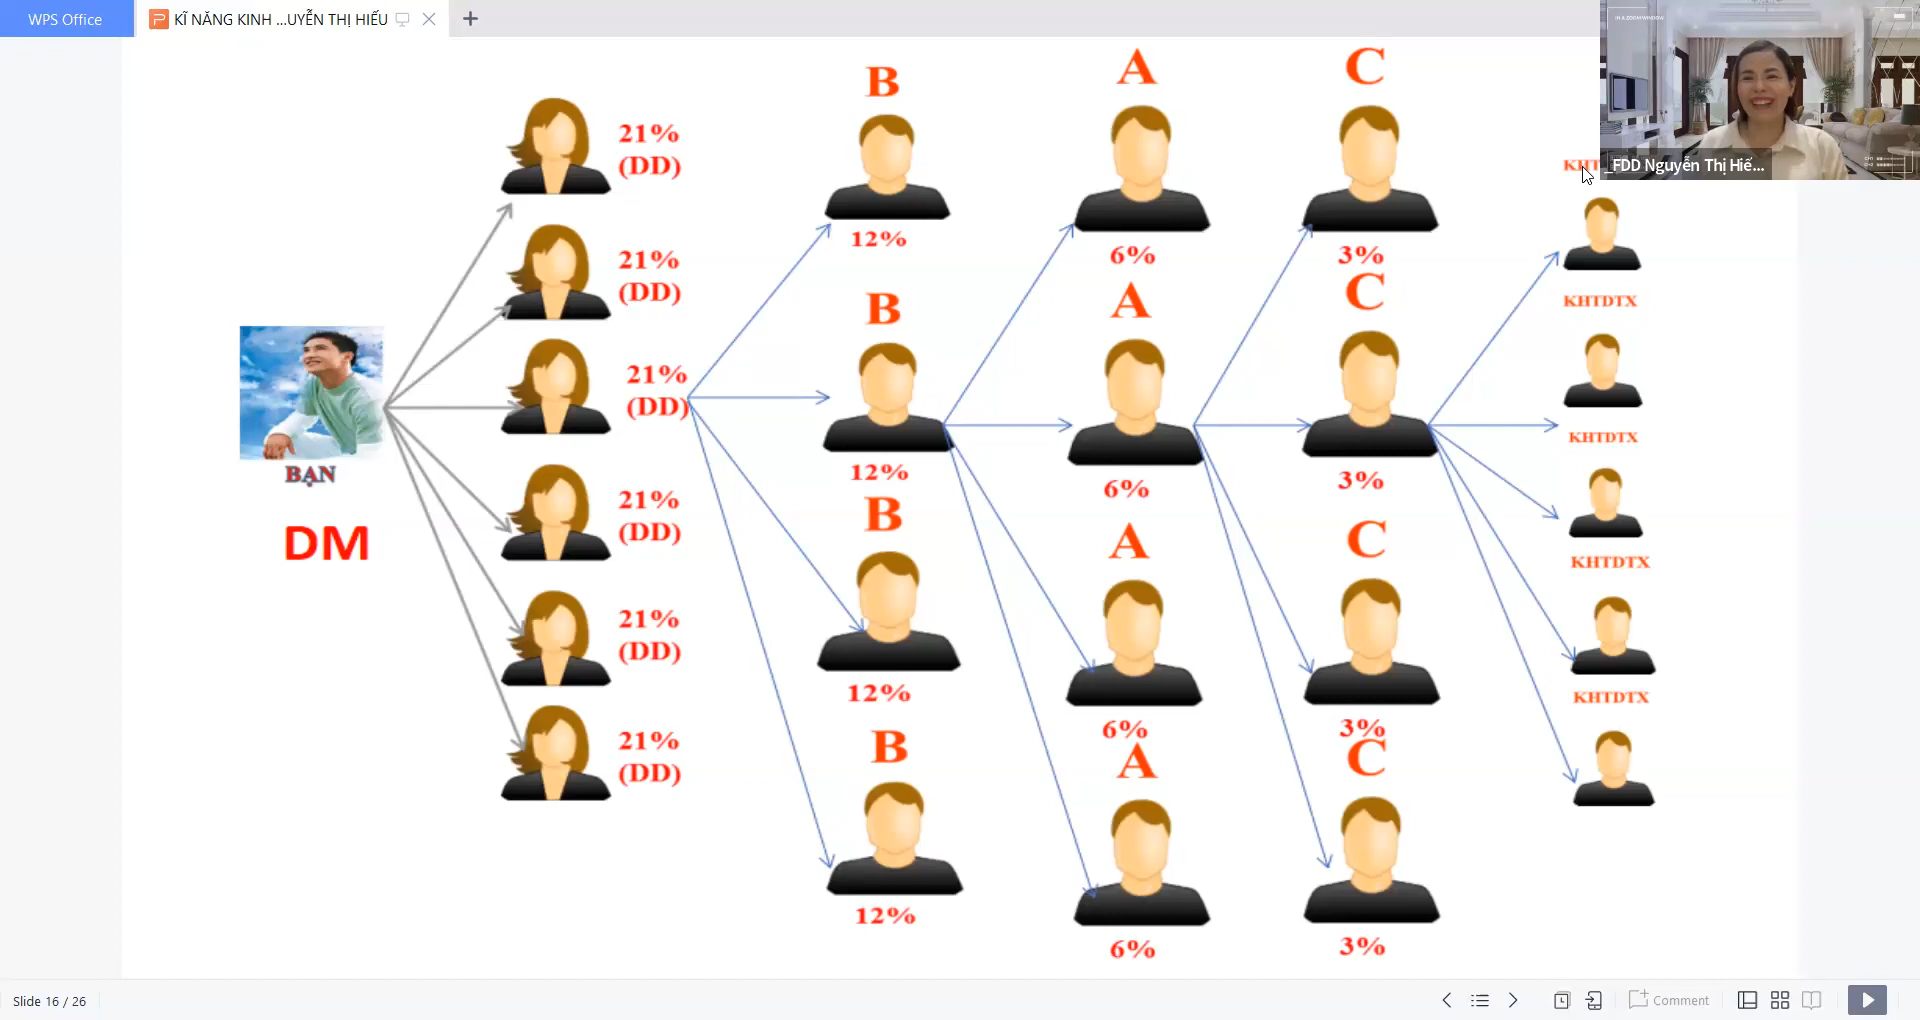 WPS Office
KĨ NĂNG KINH ...UYỄN THỊ HIẾU
BẠN
DM
21%
(DD)
21%
(DD)
21%
(DD)
21%
(DD)
21%
(DD)
21%
(DD)
B
12%
B
12%
B
12%
B
12%
A
6%
A
6%
A
6%
A
6%
C
3%
C
3%
C
3%
C
3%
KHT
KHTDTX
KHTDTX
KHTDTX
KHTDTX
_FDD Nguyễn Thị Hiế...
Slide 16 / 26
Comment